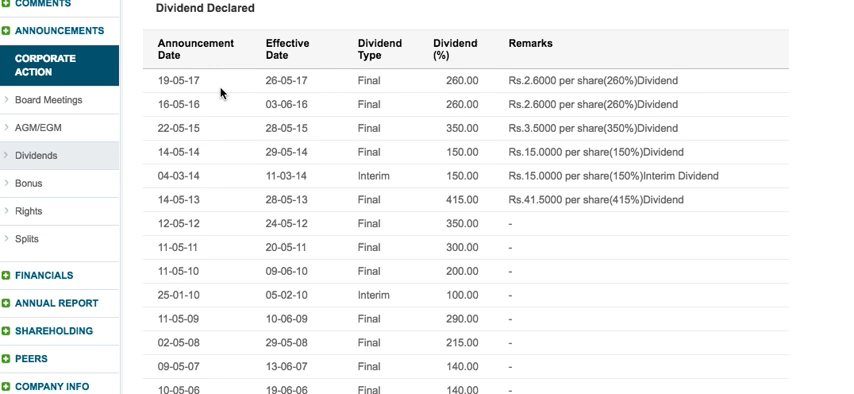 COMMENTS
ANNOUNCEMENTS
CORPORATE
ACTION
Board Meetings
AGM/EGM
Dividends
Bonus
Rights
Splits
FINANCIALS
ANNUAL REPORT
SHAREHOLDING
PEERS
COMPANY INFO
Dividend Declared
Announcement Date Effective Date Dividend Type Dividend (%) Remarks
19-05-17 26-05-17 Final 260.00 Rs.2.6000 per share(260%)Dividend
16-05-16 03-06-16 Final 260.00 Rs.2.6000 per share(260%)Dividend
22-05-15 28-05-15 Final 350.00 Rs.3.5000 per share(350%)Dividend
14-05-14 29-05-14 Final 150.00 Rs.15.0000 per share(150%)Dividend
04-03-14 11-03-14 Interim 150.00 Rs.15.0000 per share(150%)Interim Dividend
14-05-13 28-05-13 Final 415.00 Rs.41.5000 per share(415%)Dividend
12-05-12 24-05-12 Final 350.00 -
11-05-11 20-05-11 Final 300.00 -
11-05-10 09-06-10 Final 200.00 -
25-01-10 05-02-10 Interim 100.00 -
11-05-09 10-06-09 Final 290.00 -
02-05-08 29-05-08 Final 215.00 -
09-05-07 13-06-07 Final 140.00 -
10-05-06 19-06-06 Final 140.00 -